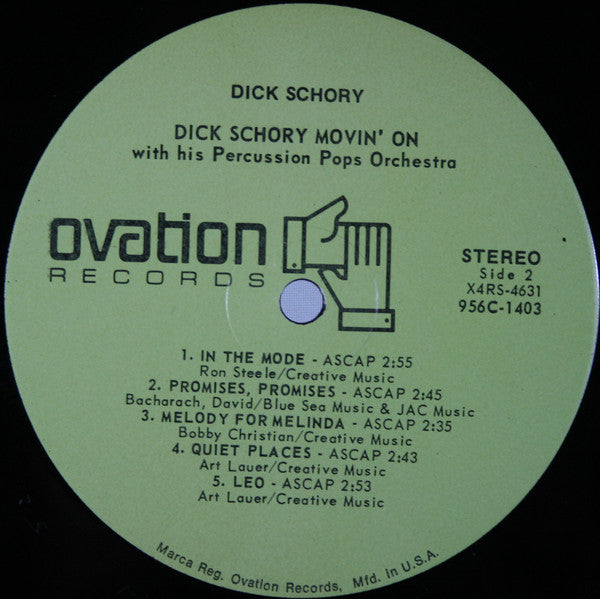 DICK SCHORY
DICK SCHORY MOVIN' ON
with his Percussion Pops Orchestra
ovation
RECORDS
STEREO
Side 2
X4RS-4631
956C-1403
1. IN THE MODE - ASCAP 2:55
Ron Steele/Creative Music
2. PROMISES, PROMISES - ASCAP 2:45
Bacharach, David/Blue Sea Music & JAC Music
3. MELODY FOR MELINDA - ASCAP 2:35
Bobby Christian/Creative Music
4. QUIET PLACES - ASCAP 2:43
Art Lauer/Creative Music
5. LEO - ASCAP 2:53
Art Lauer/Creative Music
Marca Reg. Ovation Records, Mfd. in U.S.A.